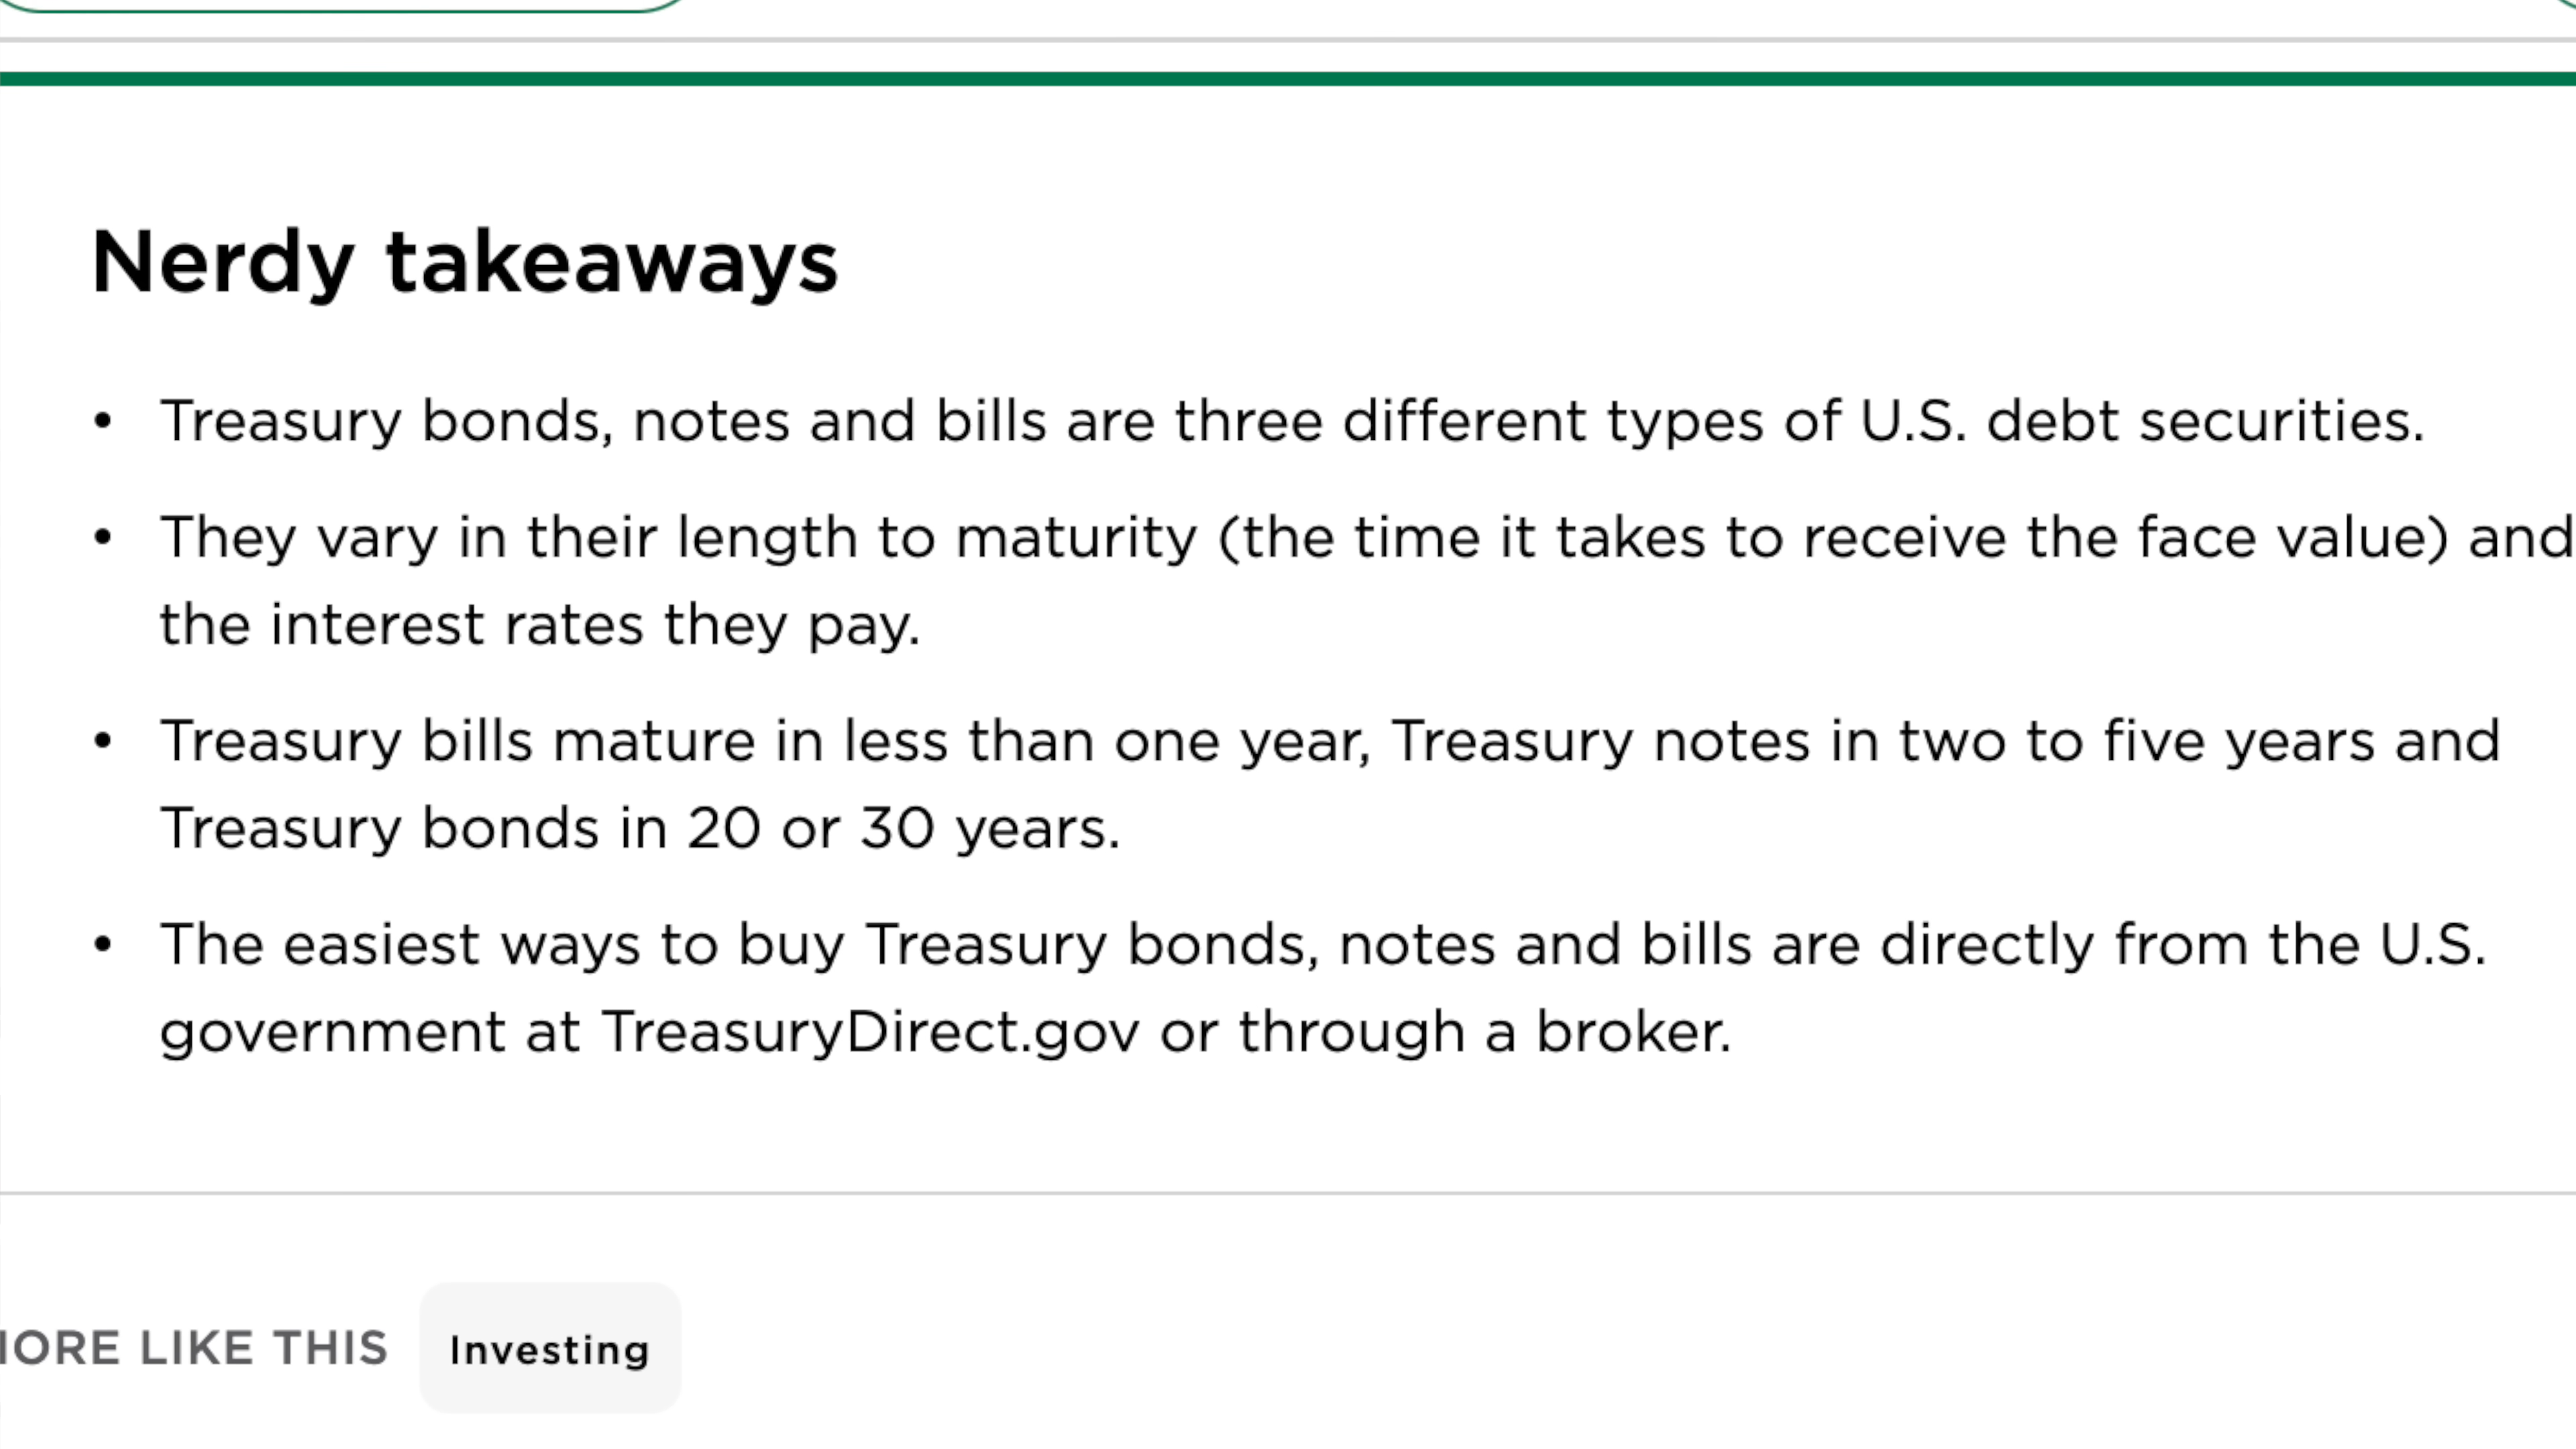 Nerdy takeaways
• Treasury bonds, notes and bills are three different types of U.S. debt securities.
• They vary in their length to maturity (the time it takes to receive the face value) and
the interest rates they pay.
• Treasury bills mature in less than one year, Treasury notes in two to five years and
Treasury bonds in 20 or 30 years.
• The easiest ways to buy Treasury bonds, notes and bills are directly from the U.S.
government at TreasuryDirect.gov or through a broker.
ORE LIKE THIS Investing